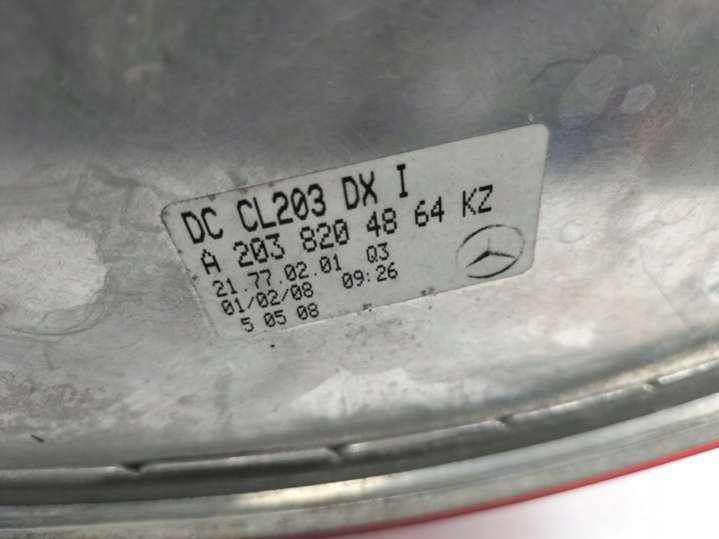 DC CL203 DX I
A 203 820 48 64 KZ
21.77.02.01 Q3
01/02/08 09:26
5 05 08